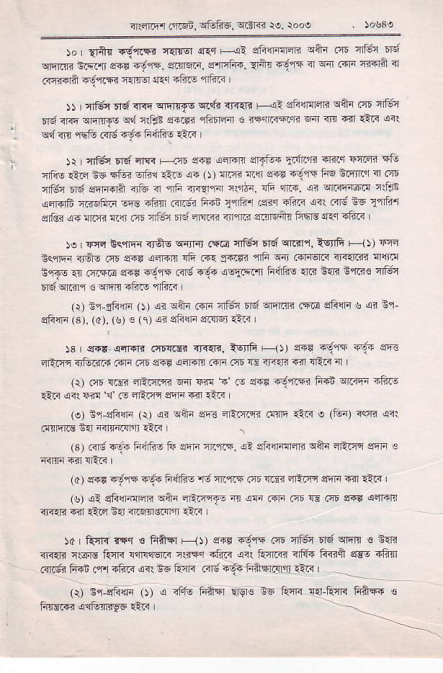 বাংলাদেশ গেজেট, অতিরিক্ত, অক্টোবর ২৩, ২০০৩ ১০৬৪৩
১০। স্থানীয় কর্তৃপক্ষের সহায়তা গ্রহণ।—এই প্রবিধানমালার অধীন সেচ সার্ভিস চার্জ
আদায়ের উদ্দেশ্যে প্রকল্প কর্তৃপক্ষ, প্রয়োজনে, প্রশাসনিক, স্থানীয় কর্তৃপক্ষ বা অন্য কোন সরকারী বা
বেসরকারী কর্তৃপক্ষের সহায়তা গ্রহণ করিতে পারিবে।
১১। সার্ভিস চার্জ বাবদ আদায়কৃত অর্থের ব্যবহার।—এই প্রবিধানমালার অধীন সেচ সার্ভিস
চার্জ বাবদ আদায়কৃত অর্থ সংশ্লিষ্ট প্রকল্পের পরিচালনা ও রক্ষণাবেক্ষণের জন্য ব্যয় করা হইবে এবং
অর্থ ব্যয় পদ্ধতি বোর্ড কর্তৃক নির্ধারিত হইবে।
১২। সার্ভিস চার্জ লাঘব।—সেচ প্রকল্প এলাকায় প্রাকৃতিক দুর্যোগের কারণে ফসলের ক্ষতি
সাধিত হইলে উক্ত ক্ষতির তারিখ হইতে এক (১) মাসের মধ্যে প্রকল্প কর্তৃপক্ষ নিজ উদ্যোগে বা সেচ
সার্ভিস চার্জ প্রদানকারী ব্যক্তি বা পানি ব্যবস্থাপনা সংগঠন, যদি থাকে, এর আবেদনক্রমে সংশ্লিষ্ট
এলাকাটি সরেজমিনে তদন্ত করিয়া বোর্ডের নিকট সুপারিশ প্রেরণ করিবে এবং বোর্ড উক্ত সুপারিশ
প্রাপ্তির এক মাসের মধ্যে সেচ সার্ভিস চার্জ লাঘবের ব্যাপারে প্রয়োজনীয় সিদ্ধান্ত গ্রহণ করিবে।
১৩। ফসল উৎপাদন ব্যতীত অন্যান্য ক্ষেত্রে সার্ভিস চার্জ আরোপ, ইত্যাদি।—(১) ফসল
উৎপাদন ব্যতীত সেচ প্রকল্প এলাকায় যদি কেহ প্রকল্পের পানি অন্য কোনভাবে ব্যবহারের মাধ্যমে
উপকৃত হয় সেক্ষেত্রে প্রকল্প কর্তৃপক্ষ বোর্ড কর্তৃক এতদুদ্দেশ্যে নির্ধারিত হারে উহার উপরেও সার্ভিস
চার্জ আরোপ ও আদায় করিতে পারিবে।
(২) উপ-প্রবিধান (১) এর অধীন কোন সার্ভিস চার্জ আদায়ের ক্ষেত্রে প্রবিধান ৬ এর উপ-
প্রবিধান (৪), (৫), (৬) ও (৭) এর প্রবিধান প্রযোজ্য হইবে।
১৪। প্রকল্প এলাকার সেচযন্ত্রের ব্যবহার, ইত্যাদি।—(১) প্রকল্প কর্তৃপক্ষ কর্তৃক প্রদত্ত
লাইসেন্স ব্যতিরেকে কোন সেচ প্রকল্প এলাকায় কোন সেচ যন্ত্র ব্যবহার করা যাইবে না।
(২) সেচ যন্ত্রের লাইসেন্সের জন্য ফরম 'ক' তে প্রকল্প কর্তৃপক্ষের নিকট আবেদন করিতে
হইবে এবং ফরম 'খ' তে লাইসেন্স প্রদান করা হইবে।
(৩) উপ-প্রবিধান (২) এর অধীন প্রদত্ত লাইসেন্সের মেয়াদ হইবে ৩ (তিন) বৎসর এবং
মেয়াদান্তে উহা নবায়নযোগ্য হইবে।
(৪) বোর্ড কর্তৃক নির্ধারিত ফি প্রদান সাপেক্ষে, এই প্রবিধানমালার অধীন লাইসেন্স প্রদান ও
নবায়ন করা যাইবে।
(৫) প্রকল্প কর্তৃপক্ষ কর্তৃক নির্ধারিত শর্ত সাপেক্ষে সেচ যন্ত্রের লাইসেন্স প্রদান করা হইবে।
(৬) এই প্রবিধানমালার অধীন লাইসেন্সকৃত নয় এমন কোন সেচ যন্ত্র সেচ প্রকল্প এলাকায়
ব্যবহার করা হইলে উহা বাজেয়াপ্তযোগ্য হইবে।
১৫। হিসাব রক্ষণ ও নিরীক্ষা।—(১) প্রকল্প কর্তৃপক্ষ সেচ সার্ভিস চার্জ আদায় ও উহার
ব্যবহার সংক্রান্ত হিসাব যথাযথভাবে সংরক্ষণ করিবে এবং হিসাবের বার্ষিক বিবরণী প্রস্তুত করিয়া
বোর্ডের নিকট পেশ করিবে এবং উক্ত হিসাব বোর্ড কর্তৃক নিরীক্ষাযোগ্য হইবে।
(২) উপ-প্রবিধান (১) এ বর্ণিত নিরীক্ষা ছাড়াও উক্ত হিসাব মহা-হিসাব নিরীক্ষক ও
নিয়ন্ত্রকের এখতিয়ারভুক্ত হইবে।